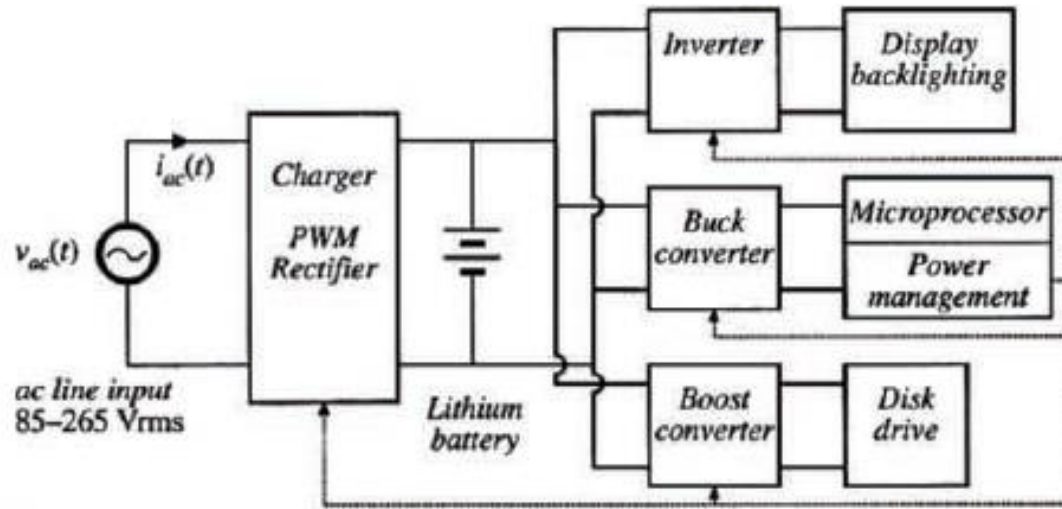 Inverter
Display
backlighting
i_ac(t)
Charger
PWM
Rectifier
v_ac(t)
Buck
converter
Microprocessor
Power
management
ac line input
85–265 Vrms
Lithium
battery
Boost
converter
Disk
drive